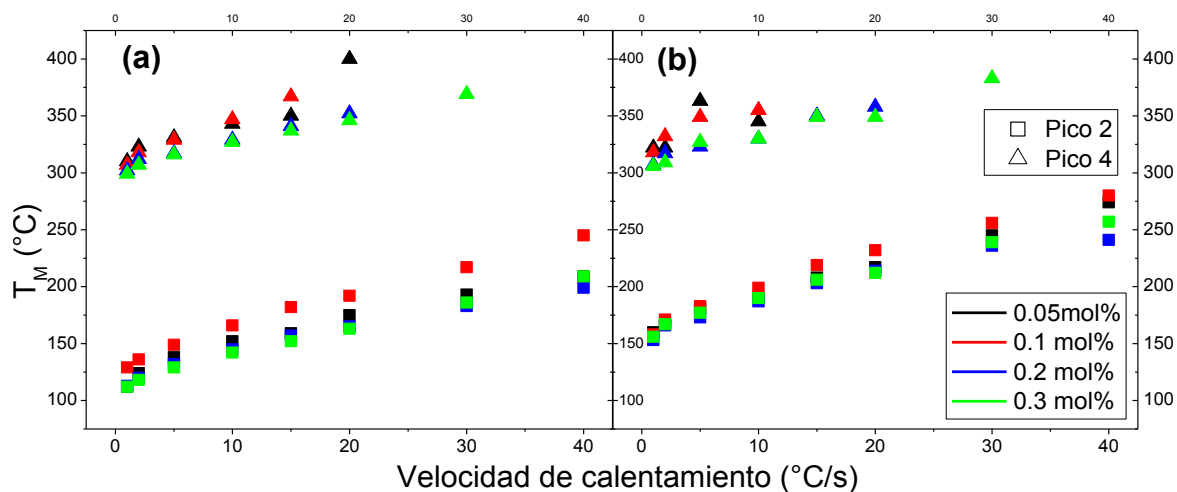 0 10 20 30 40 0 10 20 30 40
(a) (b)
400 400 400
350 350 350
300 300 300
250 250 250
200 200 200
150 150 150
100 100 100
Pico 2
Pico 4
0.05mol%
0.1 mol%
0.2 mol%
0.3 mol%
T_M (°C)
0 10 20 30 40 0 10 20 30 40
Velocidad de calentamiento (°C/s)